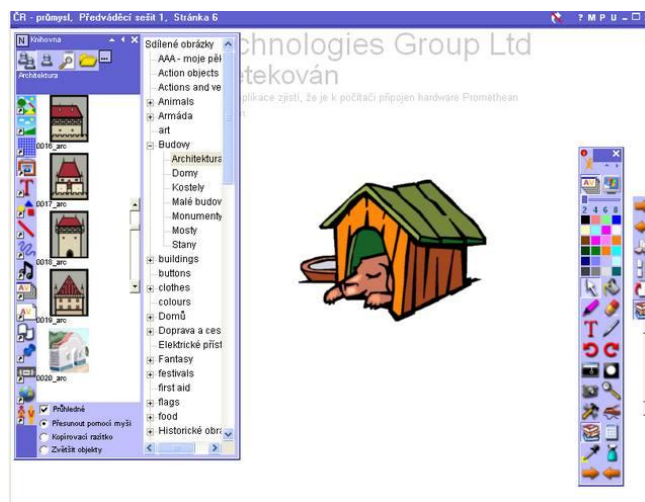 ČR - průmysl, Předváděcí sešit 1, Stránka 6
? M P U
N Knihovna
Architektura
0016_arc
0017_arc
0018_arc
0019_arc
0020_arc
Průhledné
Přesunout pomocí myši
Kopírovací razítko
Zvětšit objekty
Sdílené obrázky
AAA - moje pěk
Action objects
Actions and ve
Animals
Armáda
art
Budovy
Architektura
Domy
Kostely
Malé budov
Monumenty
Mosty
Stany
buildings
buttons
clothes
colours
Domů
Doprava a ces
Elektrické příst
Fantasy
festivals
first aid
flags
food
Historické obra
chnologies Group Ltd
etekován
plikace zjistí, že je k počítači připojen hardware Promethean
2 4 6 8